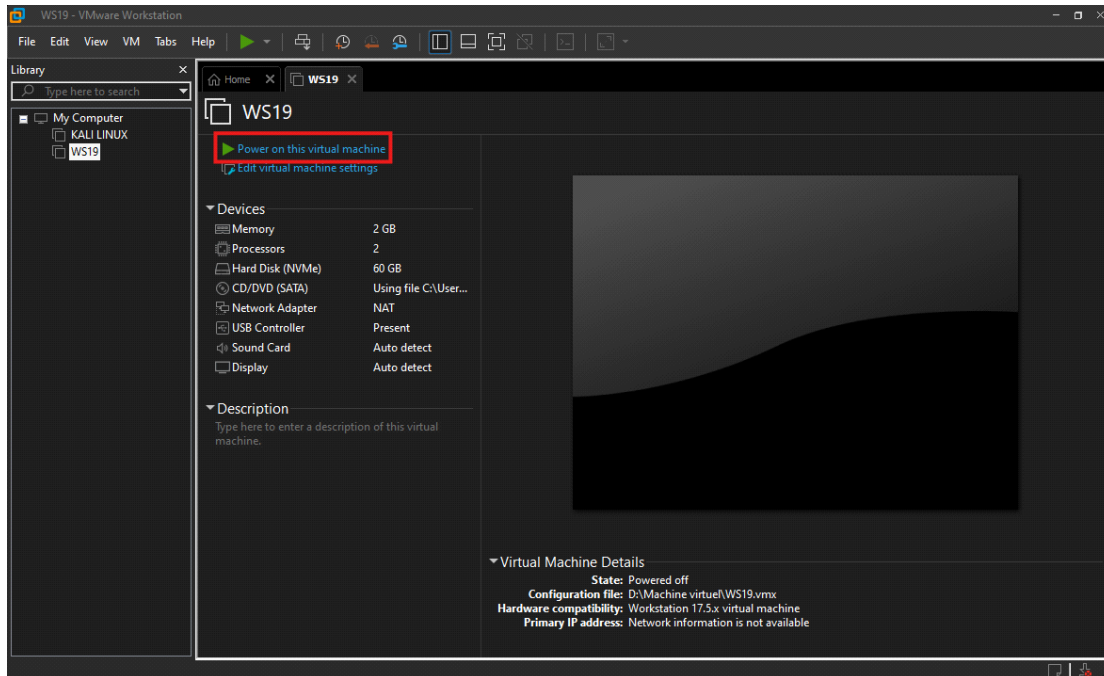 WS19 - VMware Workstation
File Edit View VM Tabs Help
Library
Type here to search
My Computer
KALI LINUX
WS19
Home
WS19
WS19
Power on this virtual machine
Edit virtual machine settings
Devices
Memory 2 GB
Processors 2
Hard Disk (NVMe) 60 GB
CD/DVD (SATA) Using file C:\User...
Network Adapter NAT
USB Controller Present
Sound Card Auto detect
Display Auto detect
Description
Type here to enter a description of this virtual
machine.
Virtual Machine Details
State: Powered off
Configuration file: D:\Machine virtuel\WS19.vmx
Hardware compatibility: Workstation 17.5.x virtual machine
Primary IP address: Network information is not available